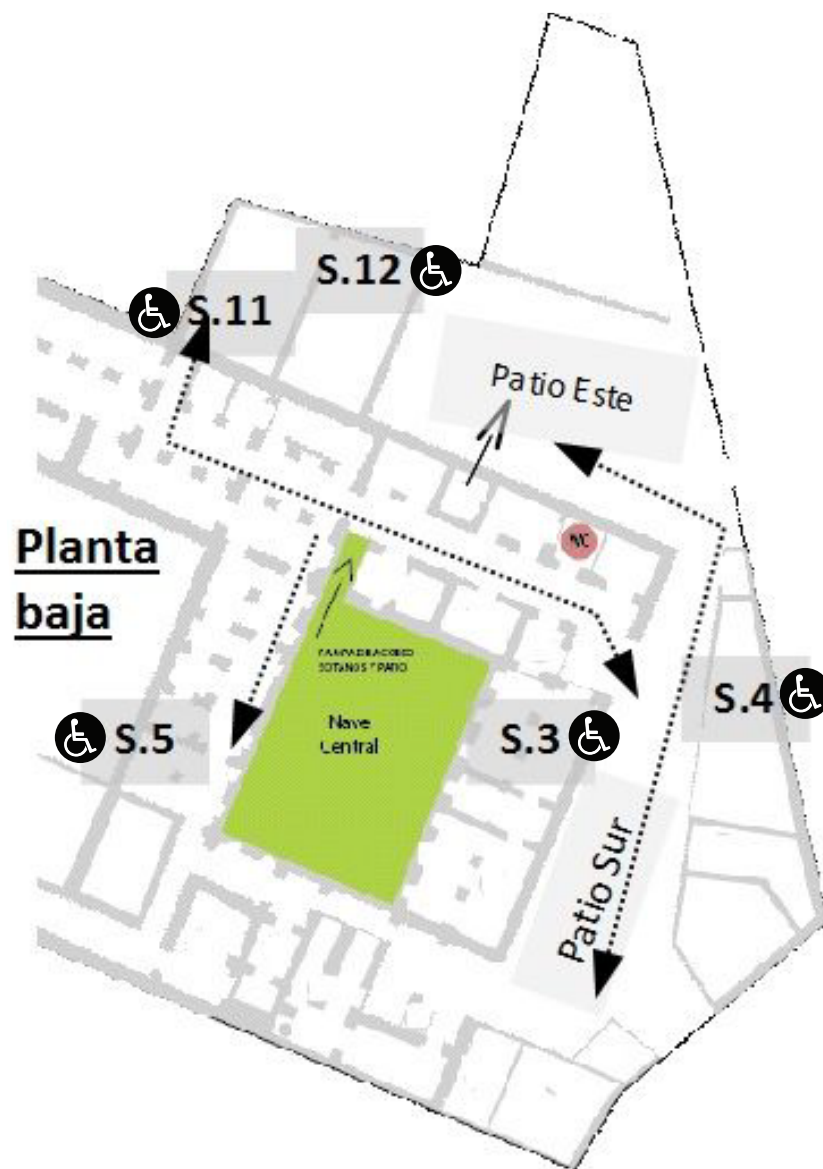 S.12
S.11
Patio Este
WC
Planta
baja
Nave
Central
S.5
S.3
S.4
Patio Sur